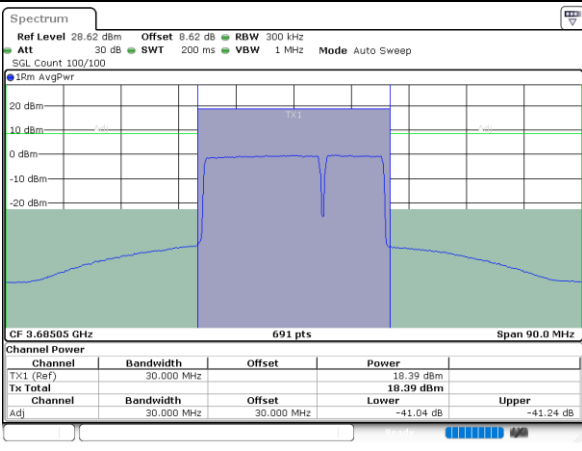 Spectrum
Ref Level 28.62 dBm Offset 8.62 dB RBW 300 kHz
Att 30 dB SWT 200 ms VBW 1 MHz Mode Auto Sweep
SGL Count 100/100
1Rm AvgPwr
20 dBm
TX1
10 dBm Adj Adj
0 dBm
-10 dBm
-20 dBm
CF 3.68505 GHz 691 pts Span 90.0 MHz
Channel Power
Channel Bandwidth Offset Power
TX1 (Ref) 30.000 MHz 18.39 dBm
Tx Total 18.39 dBm
Channel Bandwidth Offset Lower Upper
Adj 30.000 MHz 30.000 MHz -41.04 dB -41.24 dB